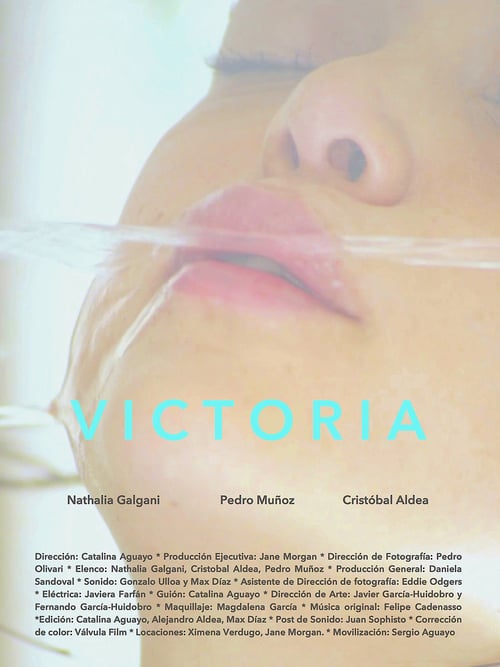 VICTORIA
Nathalia Galgani Pedro Muñoz Cristóbal Aldea
Dirección: Catalina Aguayo * Producción Ejecutiva: Jane Morgan * Dirección de Fotografía: Pedro
Olivari * Elenco: Nathalia Galgani, Cristobal Aldea, Pedro Muñoz * Producción General: Daniela
Sandoval * Sonido: Gonzalo Ulloa y Max Díaz * Asistente de Dirección de fotografía: Eddie Odgers
* Eléctrica: Javiera Farfán * Guión: Catalina Aguayo * Dirección de Arte: Javier García-Huidobro y
Fernando García-Huidobro * Maquillaje: Magdalena García * Música original: Felipe Cadenasso
*Edición: Catalina Aguayo, Alejandro Aldea, Max Díaz * Post de Sonido: Juan Sophisto * Corrección
de color: Válvula Film * Locaciones: Ximena Verdugo, Jane Morgan. * Movilización: Sergio Aguayo